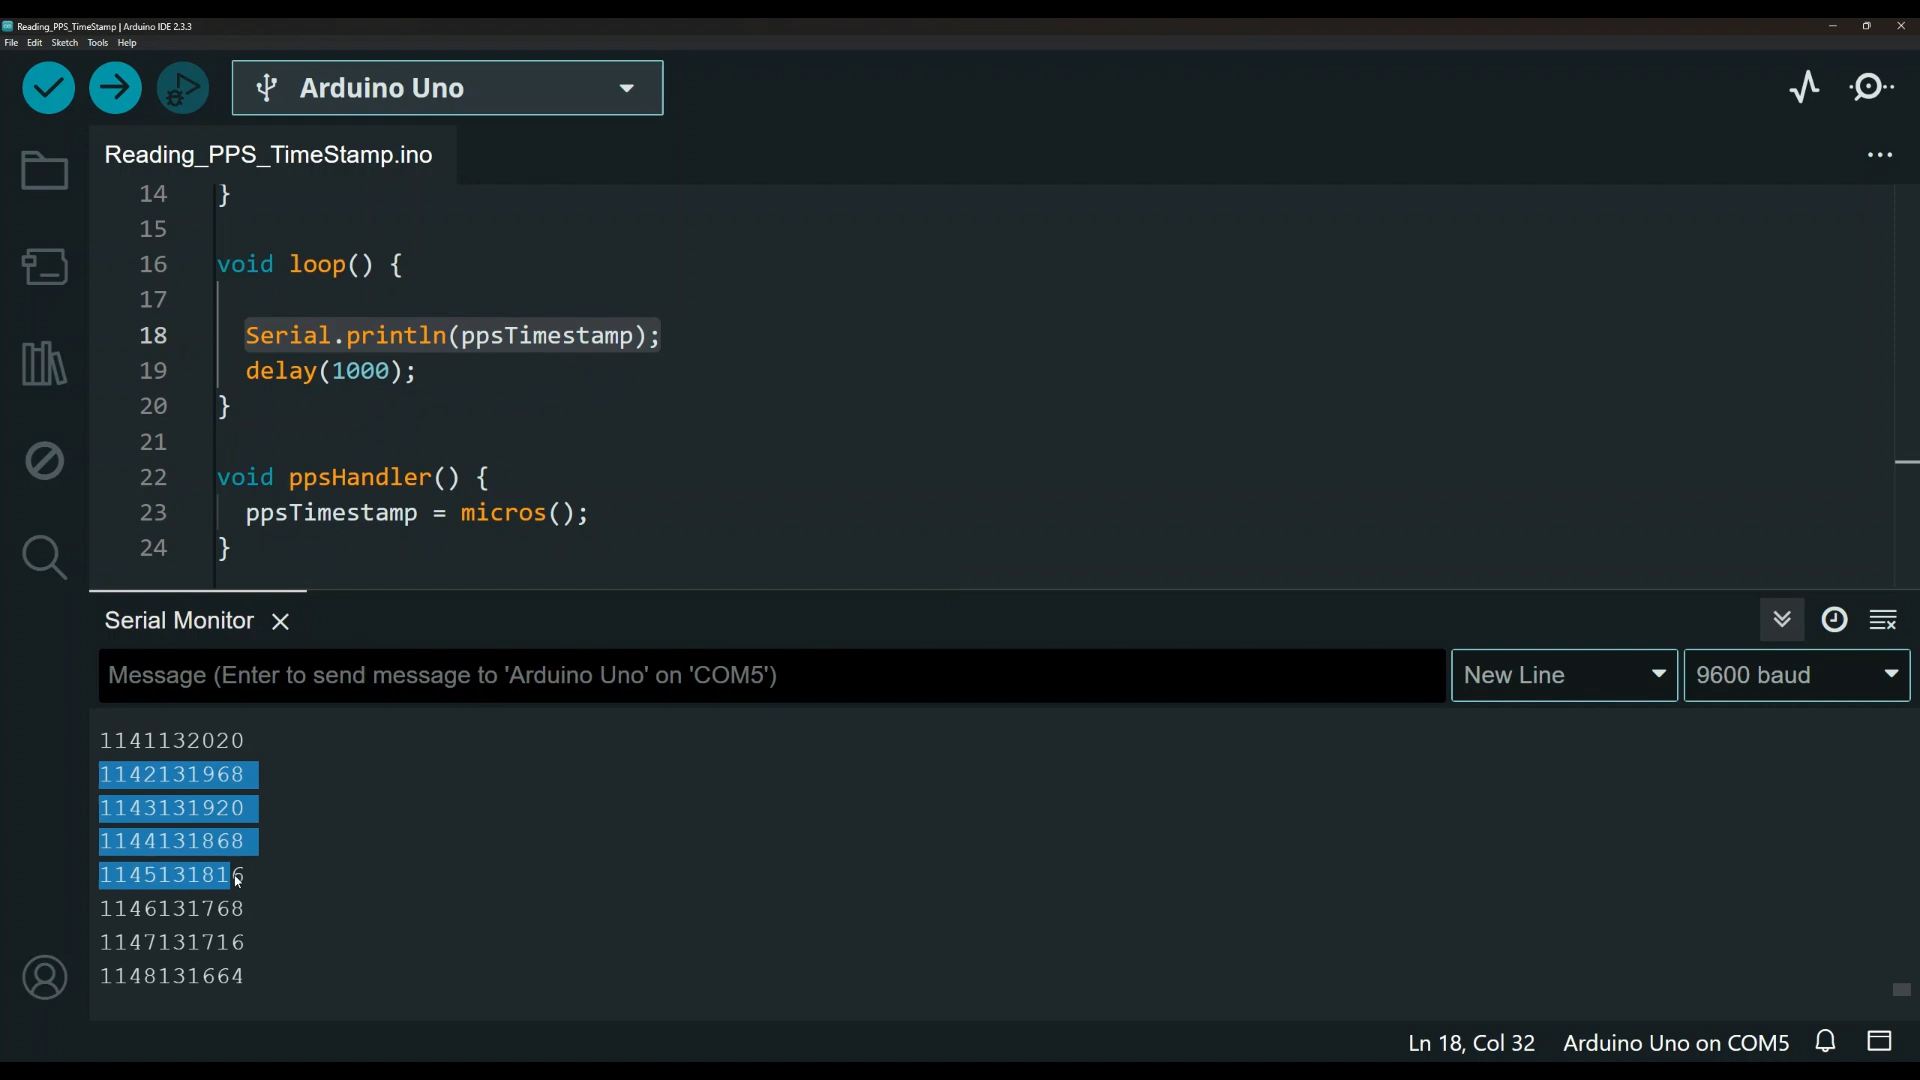 Reading_PPS_TimeStamp | Arduino IDE 2.3.3
File Edit Sketch Tools Help
Arduino Uno
Reading_PPS_TimeStamp.ino
14 }
15
16 void loop() {
17
18 Serial.println(ppsTimestamp);
19 delay(1000);
20 }
21
22 void ppsHandler() {
23 ppsTimestamp = micros();
24 }
Serial Monitor
Message (Enter to send message to 'Arduino Uno' on 'COM5') New Line 9600 baud
1141132020
1142131968
1143131920
1144131868
1145131816
1146131768
1147131716
1148131664
Ln 18, Col 32 Arduino Uno on COM5